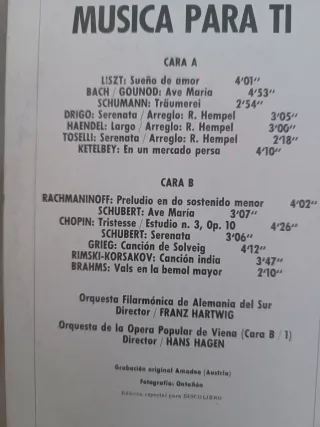 MUSICA PARA TI
CARA A
LISZT: Sueño de amor 4'01"
BACH / GOUNOD: Ave María 4'53"
SCHUMANN: Träumerei 2'54"
DRIGO: Serenata / Arreglo: R. Hempel 3'05"
HAENDEL: Largo / Arreglo: R. Hempel 3'00"
TOSELLI: Serenata / Arreglo: R. Hempel 2'18"
KETELBEY: En un mercado persa 4'10"
CARA B
RACHMANINOFF: Preludio en do sostenido menor 4'02"
SCHUBERT: Ave María 3'07"
CHOPIN: Tristesse / Estudio n. 3, Op. 10 4'26"
SCHUBERT: Serenata 3'06"
GRIEG: Canción de Solveig 4'12"
RIMSKI-KORSAKOV: Canción india 3'47"
BRAHMS: Vals en la bemol mayor 2'10"
Orquesta Filarmónica de Alemania del Sur
Director / FRANZ HARTWIG
Orquesta de la Opera Popular de Viena (Cara B / 1)
Director / HANS HAGEN
Grabación original Amadeo (Austria)
Fotografía: Ontañón
Edición especial para DISCOLIBRO